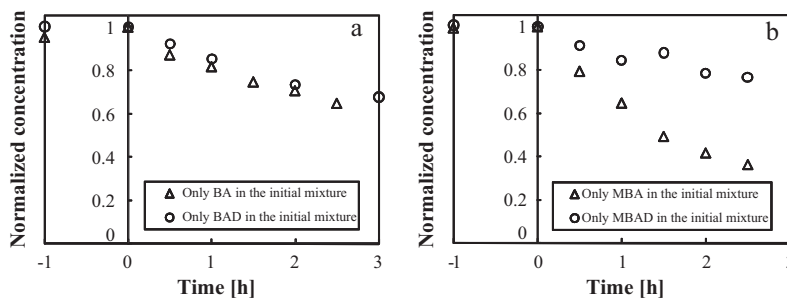 a
Normalized concentration
1
0.8
0.6
0.4
0.2
0
Only BA in the initial mixture
Only BAD in the initial mixture
-1
0
1
2
3
Time [h]
b
Normalized concentration
1
0.8
0.6
0.4
0.2
0
Only MBA in the initial mixture
Only MBAD in the initial mixture
-1
0
1
2
Time [h]